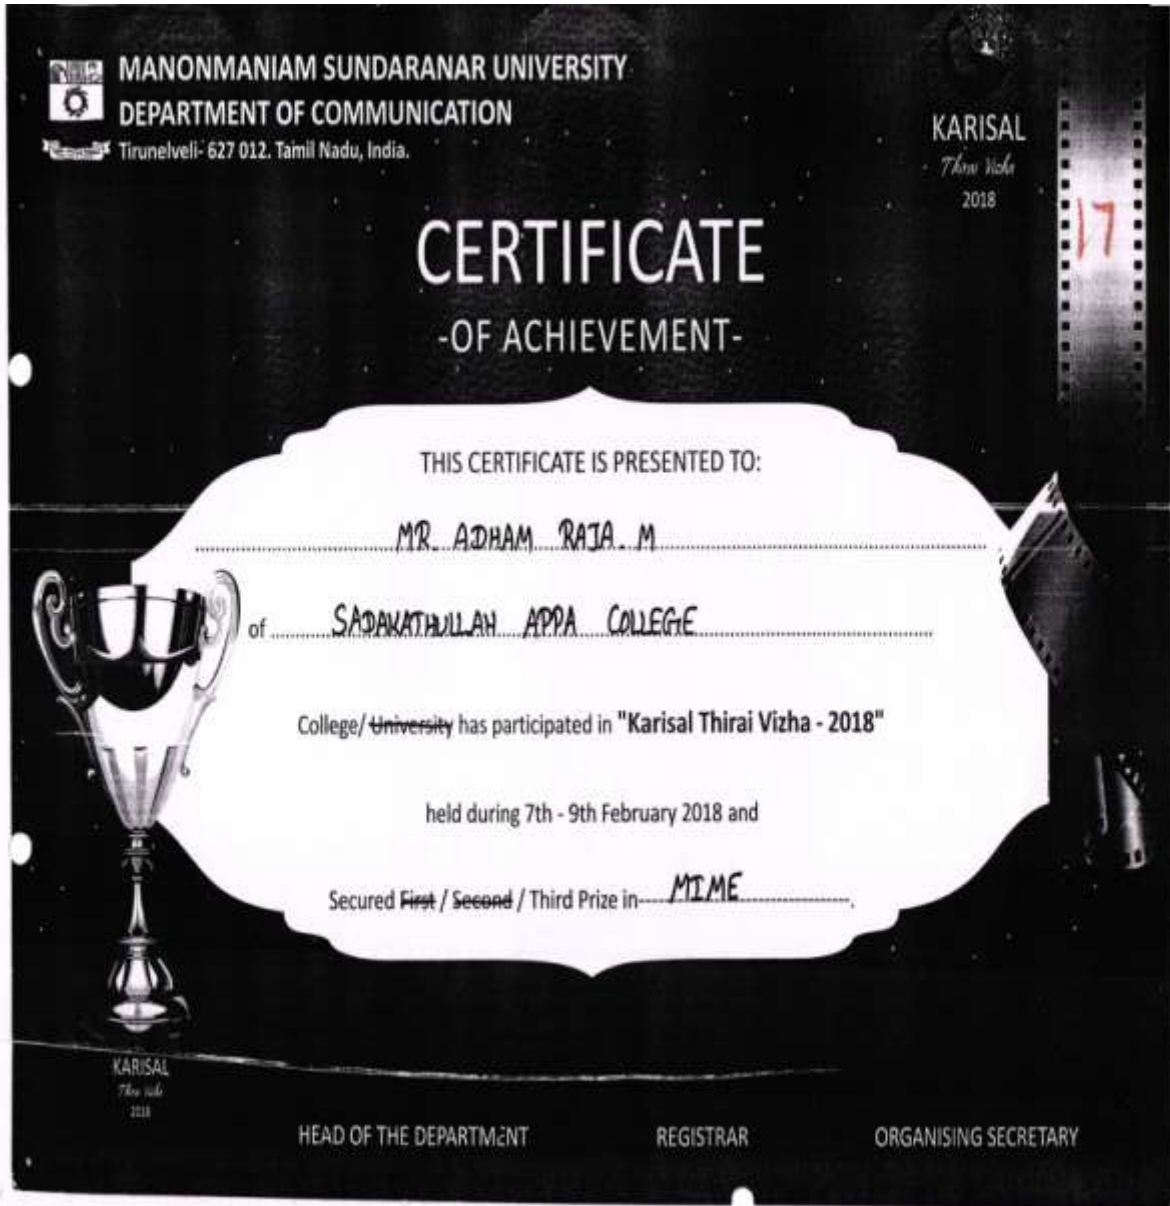 MANONMANIAM SUNDARANAR UNIVERSITY
DEPARTMENT OF COMMUNICATION
Tirunelveli- 627 012. Tamil Nadu, India.
KARISAL
2018
17
CERTIFICATE
-OF ACHIEVEMENT-
THIS CERTIFICATE IS PRESENTED TO:
MR. ADHAM RAJA. M
of SADAKATHULLAH APPA COLLEGE
College/ University has participated in "Karisal Thirai Vizha - 2018"
held during 7th - 9th February 2018 and
Secured First / Second / Third Prize in MIME.
KARISAL
2018
HEAD OF THE DEPARTMENT
REGISTRAR
ORGANISING SECRETARY